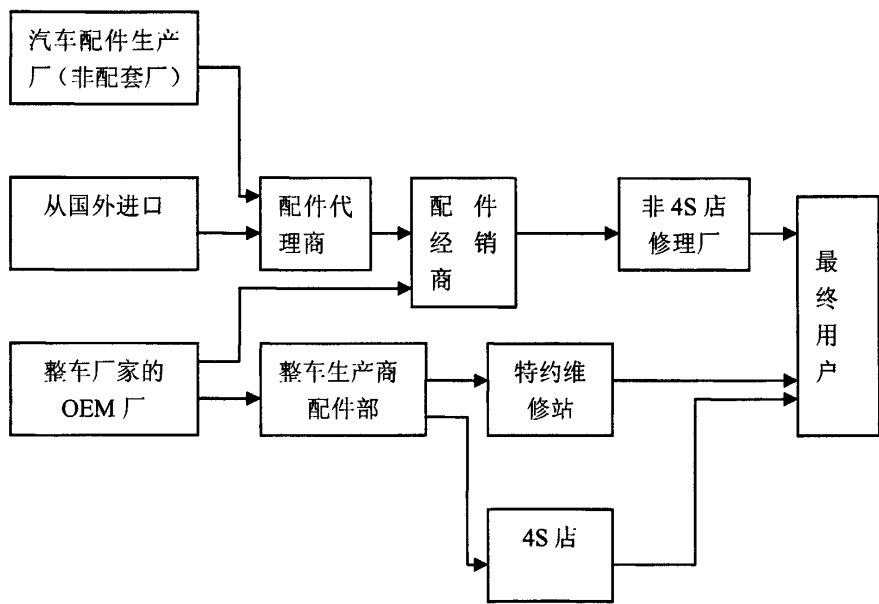 汽车配件生产
厂（非配套厂）
从国外进口
配件代
理商
配件
经销
商
非4S店
修理厂
最
终
用
户
整车厂家的
OEM厂
整车生产商
配件部
特约维
修站
4S店